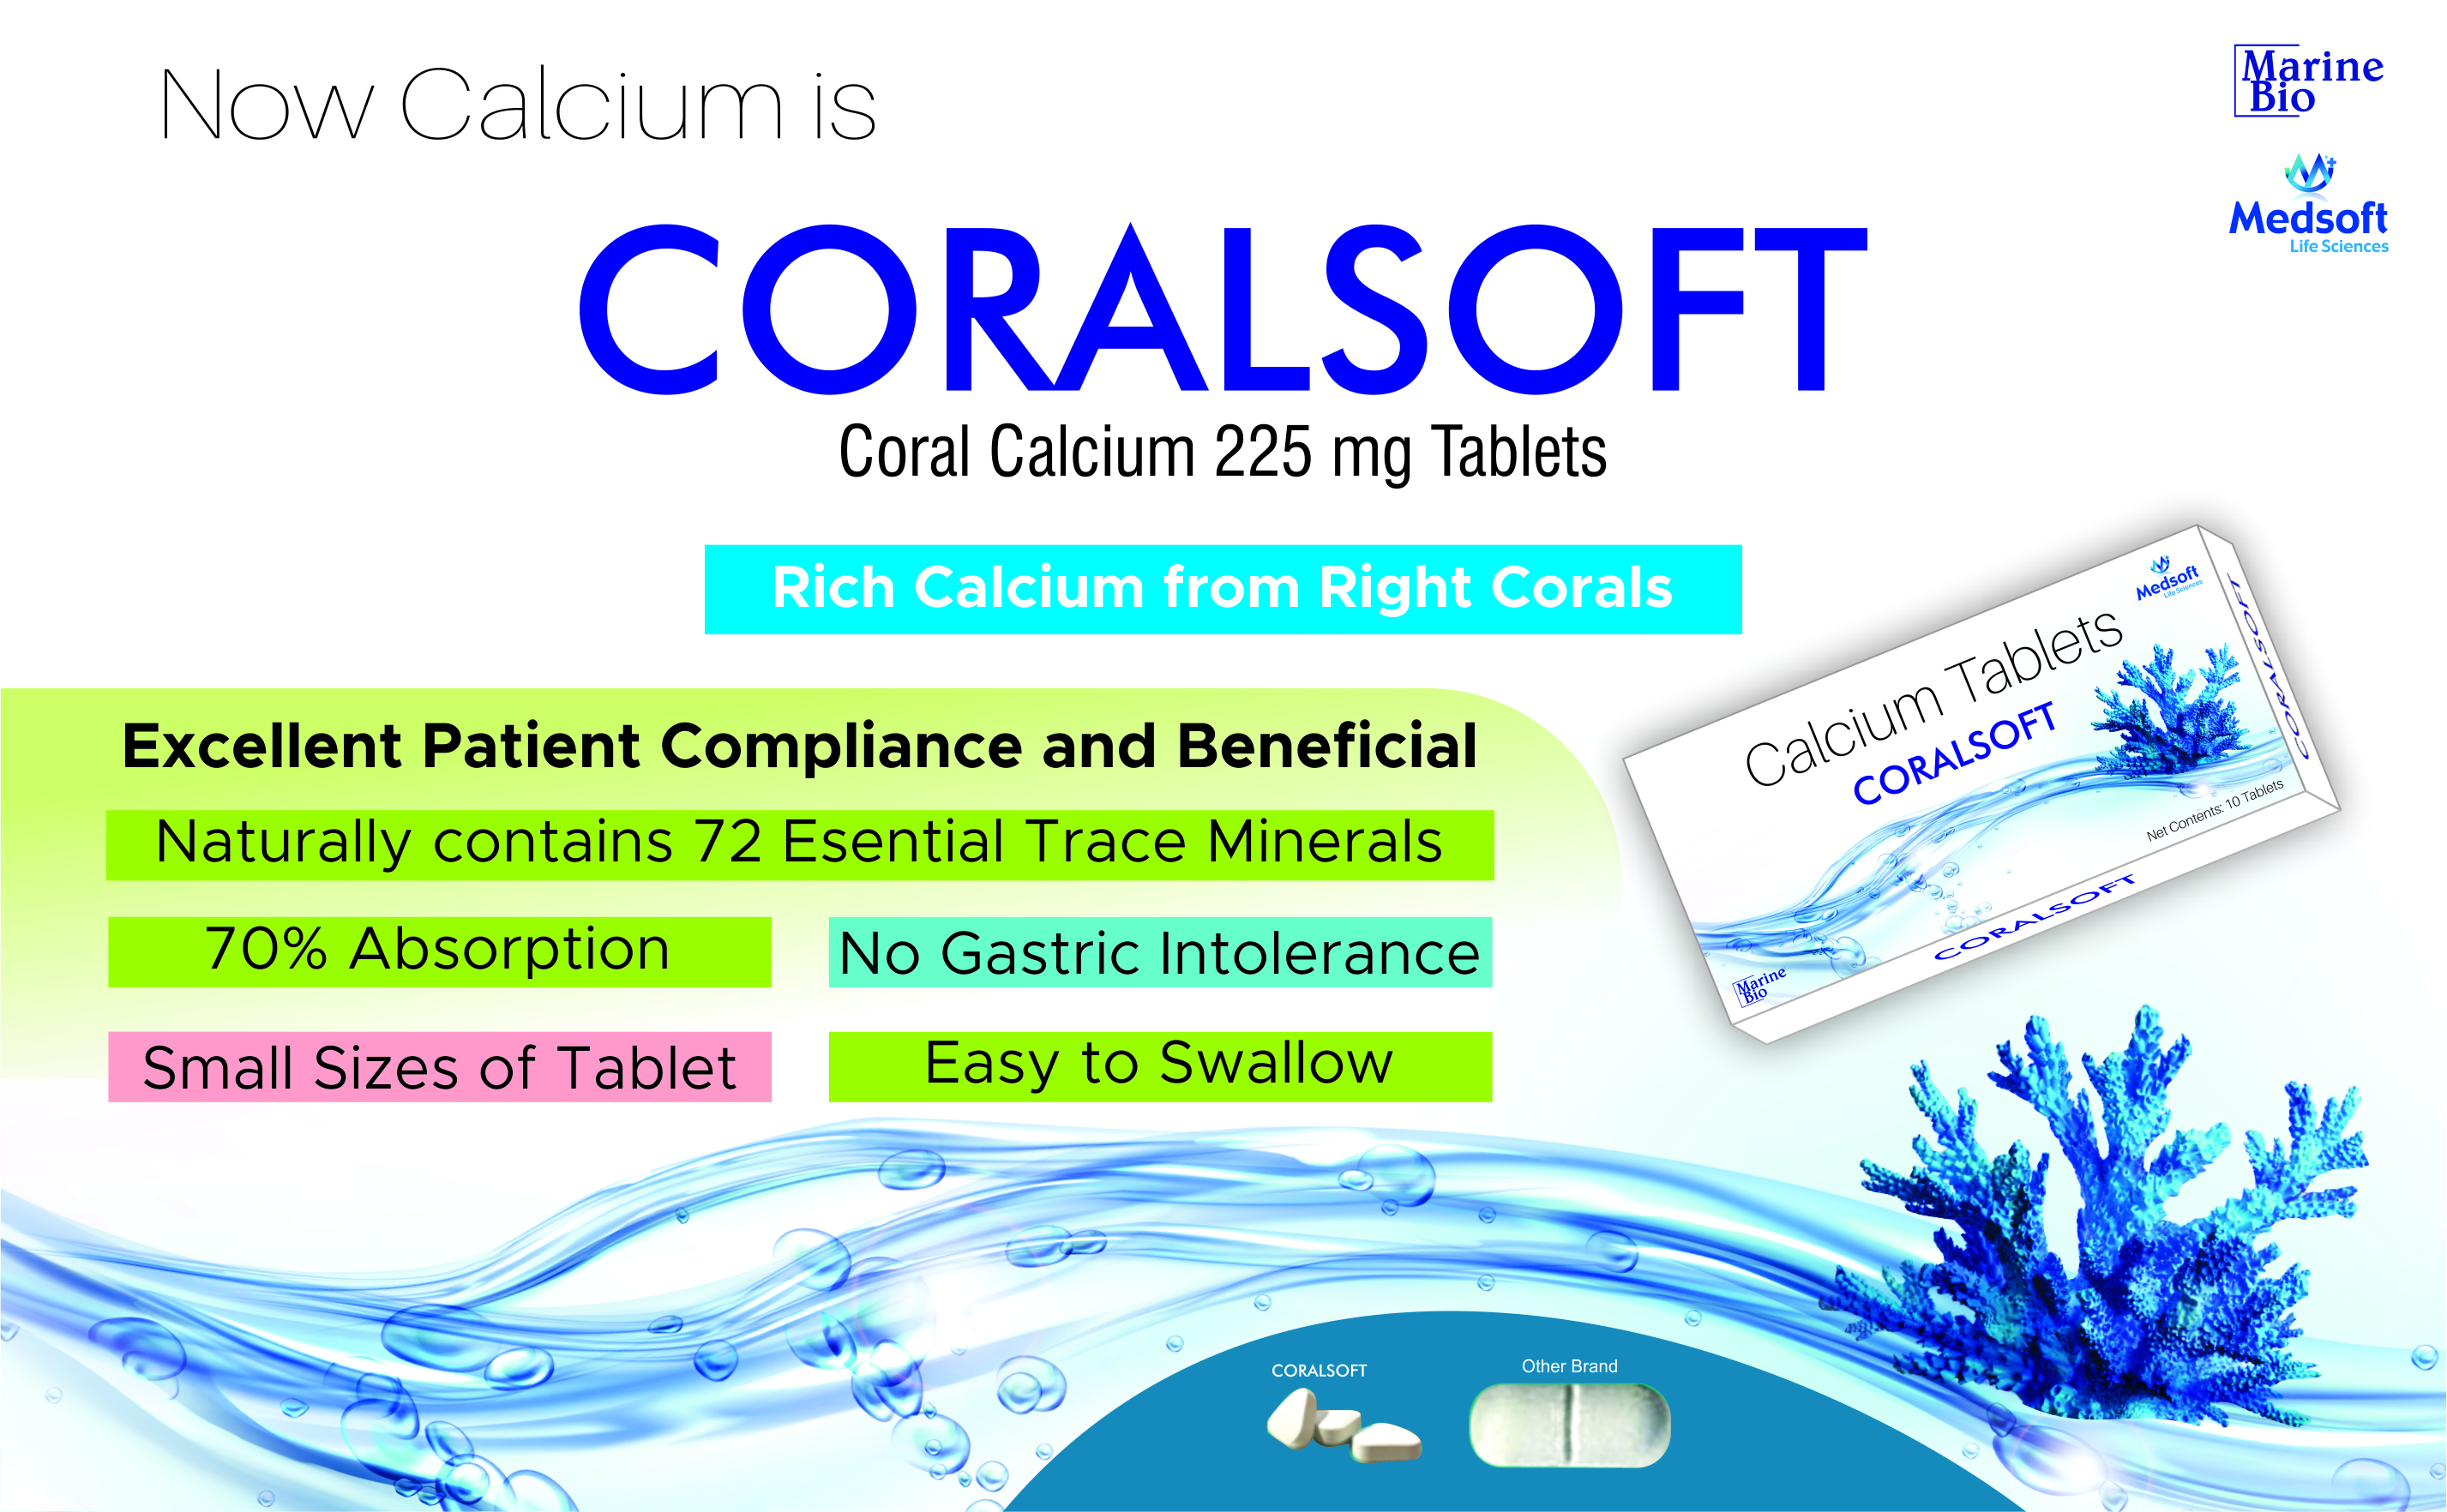 Now Calcium is
Marine
Bio
Medsoft
Life Sciences
CORALSOFT
Coral Calcium 225 mg Tablets
Rich Calcium from Right Corals
Excellent Patient Compliance and Beneficial
Naturally contains 72 Esential Trace Minerals
70% Absorption
No Gastric Intolerance
Small Sizes of Tablet
Easy to Swallow
Medsoft
Life Sciences
Calcium Tablets
CORALSOFT
Net Contents: 10 Tablets
Marine
Bio
CORALSOFT
CORALSOFT
CORALSOFT
Other Brand